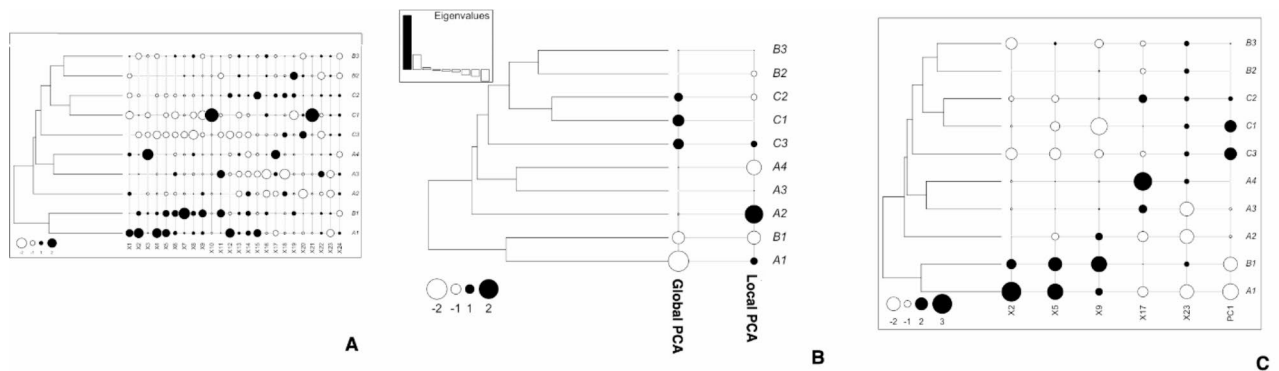 B3
B2
C2
C1
C3
A4
A3
A2
B1
A1
X1 X2 X3 X4 X5 X6 X7 X8 X9 X10 X11 X12 X13 X14 X15 X16 X17 X18 X19 X20 X21 X22 X23 X24
A
Eigenvalues
B3
B2
C2
C1
C3
A4
A3
A2
B1
A1
-2 -1 1 2
Global PCA
Local PCA
B
B3
B2
C2
C1
C3
A4
A3
A2
B1
A1
-2 -1 2 3
X2 X5 X9 X17 X23 PC1
C